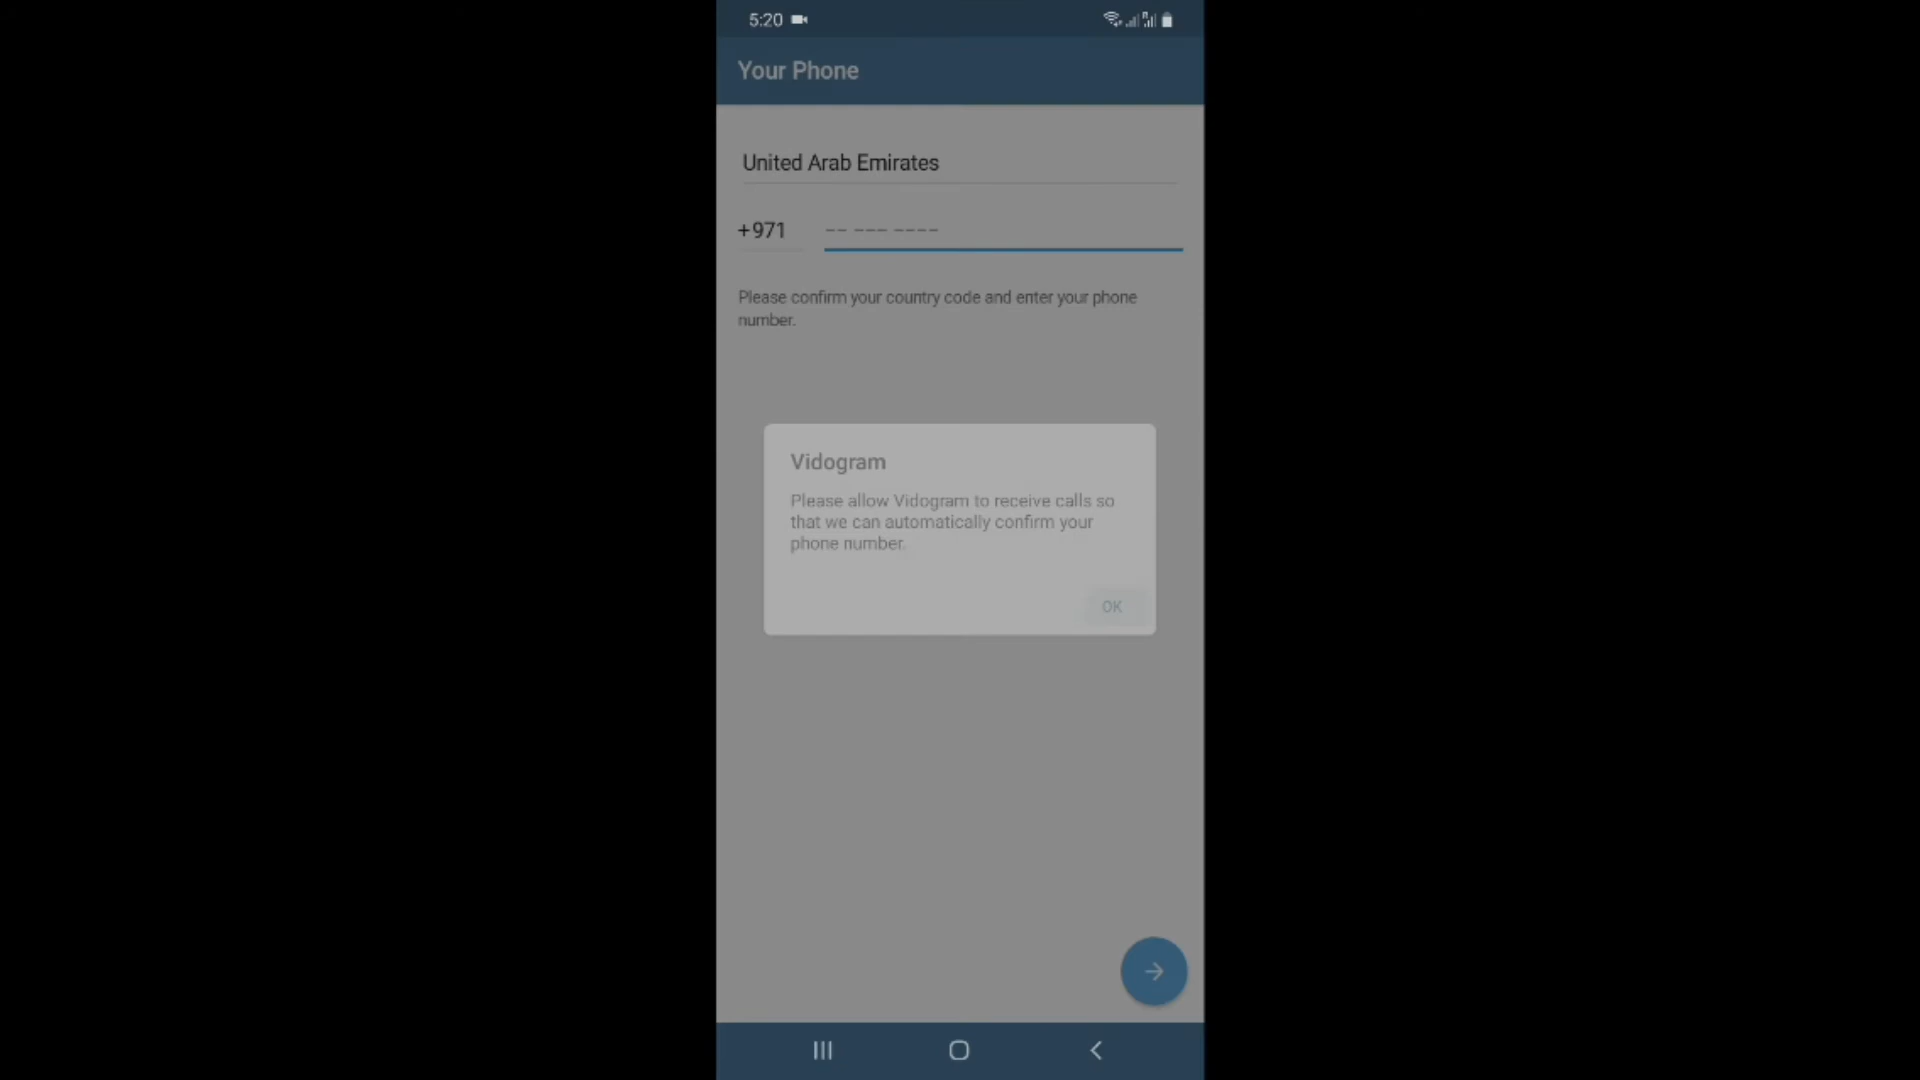 5:20
Your Phone
United Arab Emirates
+971 -- --- ----
Please confirm your country code and enter your phone
number.
Vidogram
Please allow Vidogram to receive calls so
that we can automatically confirm your
phone number.
OK